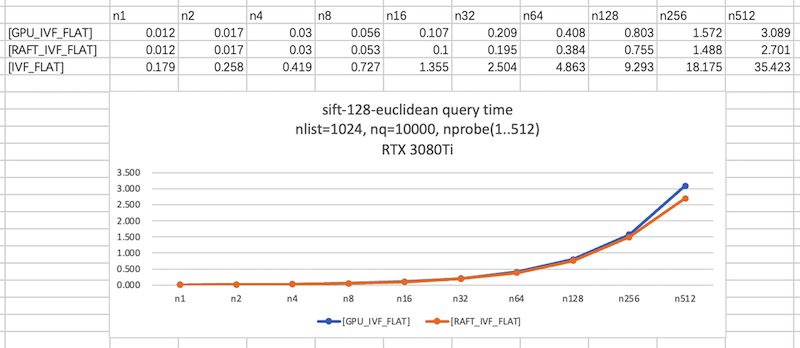 n1 n2 n4 n8 n16 n32 n64 n128 n256 n512
[GPU_IVF_FLAT] 0.012 0.017 0.03 0.056 0.107 0.209 0.408 0.803 1.572 3.089
[RAFT_IVF_FLAT] 0.012 0.017 0.03 0.053 0.1 0.195 0.384 0.755 1.488 2.701
[IVF_FLAT] 0.179 0.258 0.419 0.727 1.355 2.504 4.863 9.293 18.175 35.423
sift-128-euclidean query time
nlist=1024, nq=10000, nprobe(1..512)
RTX 3080Ti
3.500
3.000
2.500
2.000
1.500
1.000
0.500
0.000
n1 n2 n4 n8 n16 n32 n64 n128 n256 n512
[GPU_IVF_FLAT] [RAFT_IVF_FLAT]